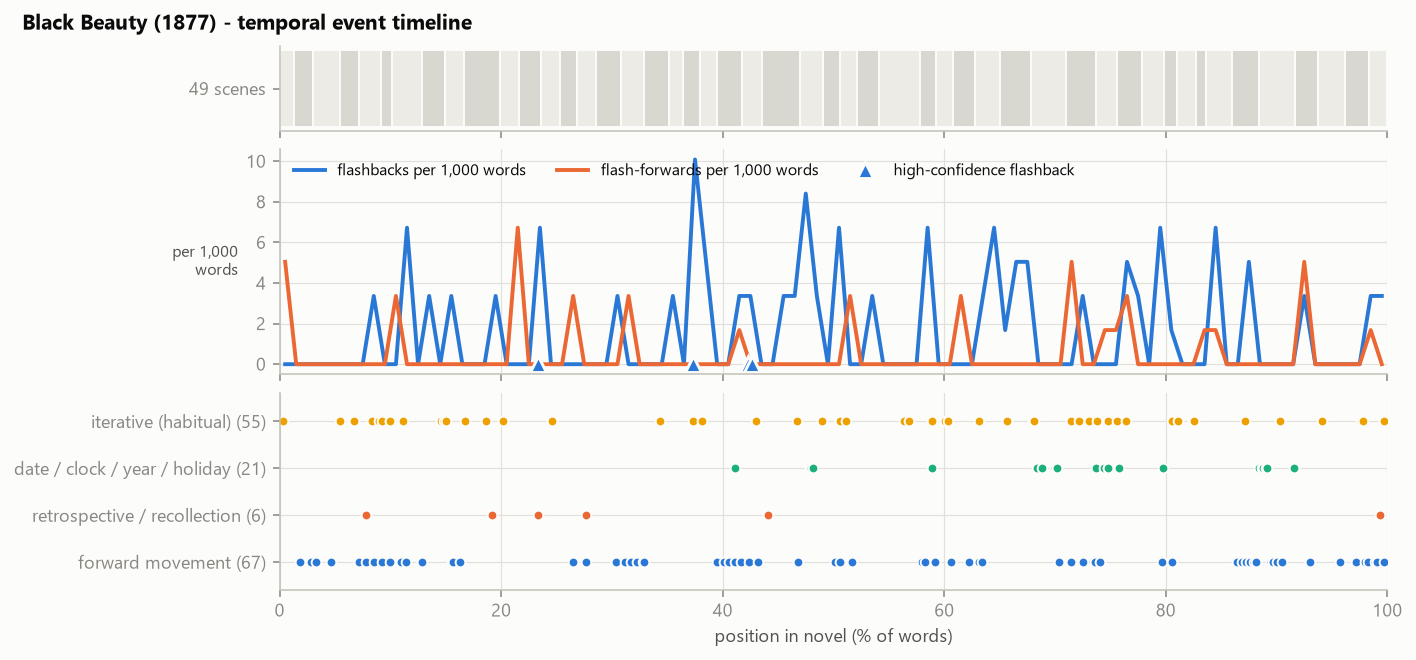 Black Beauty (1877) - temporal event timeline
49 scenes
10
8
6
4
2
0
per 1,000
words
flashbacks per 1,000 words
flash-forwards per 1,000 words
high-confidence flashback
iterative (habitual) (55)
date / clock / year / holiday (21)
retrospective / recollection (6)
forward movement (67)
0 20 40 60 80 100
position in novel (% of words)